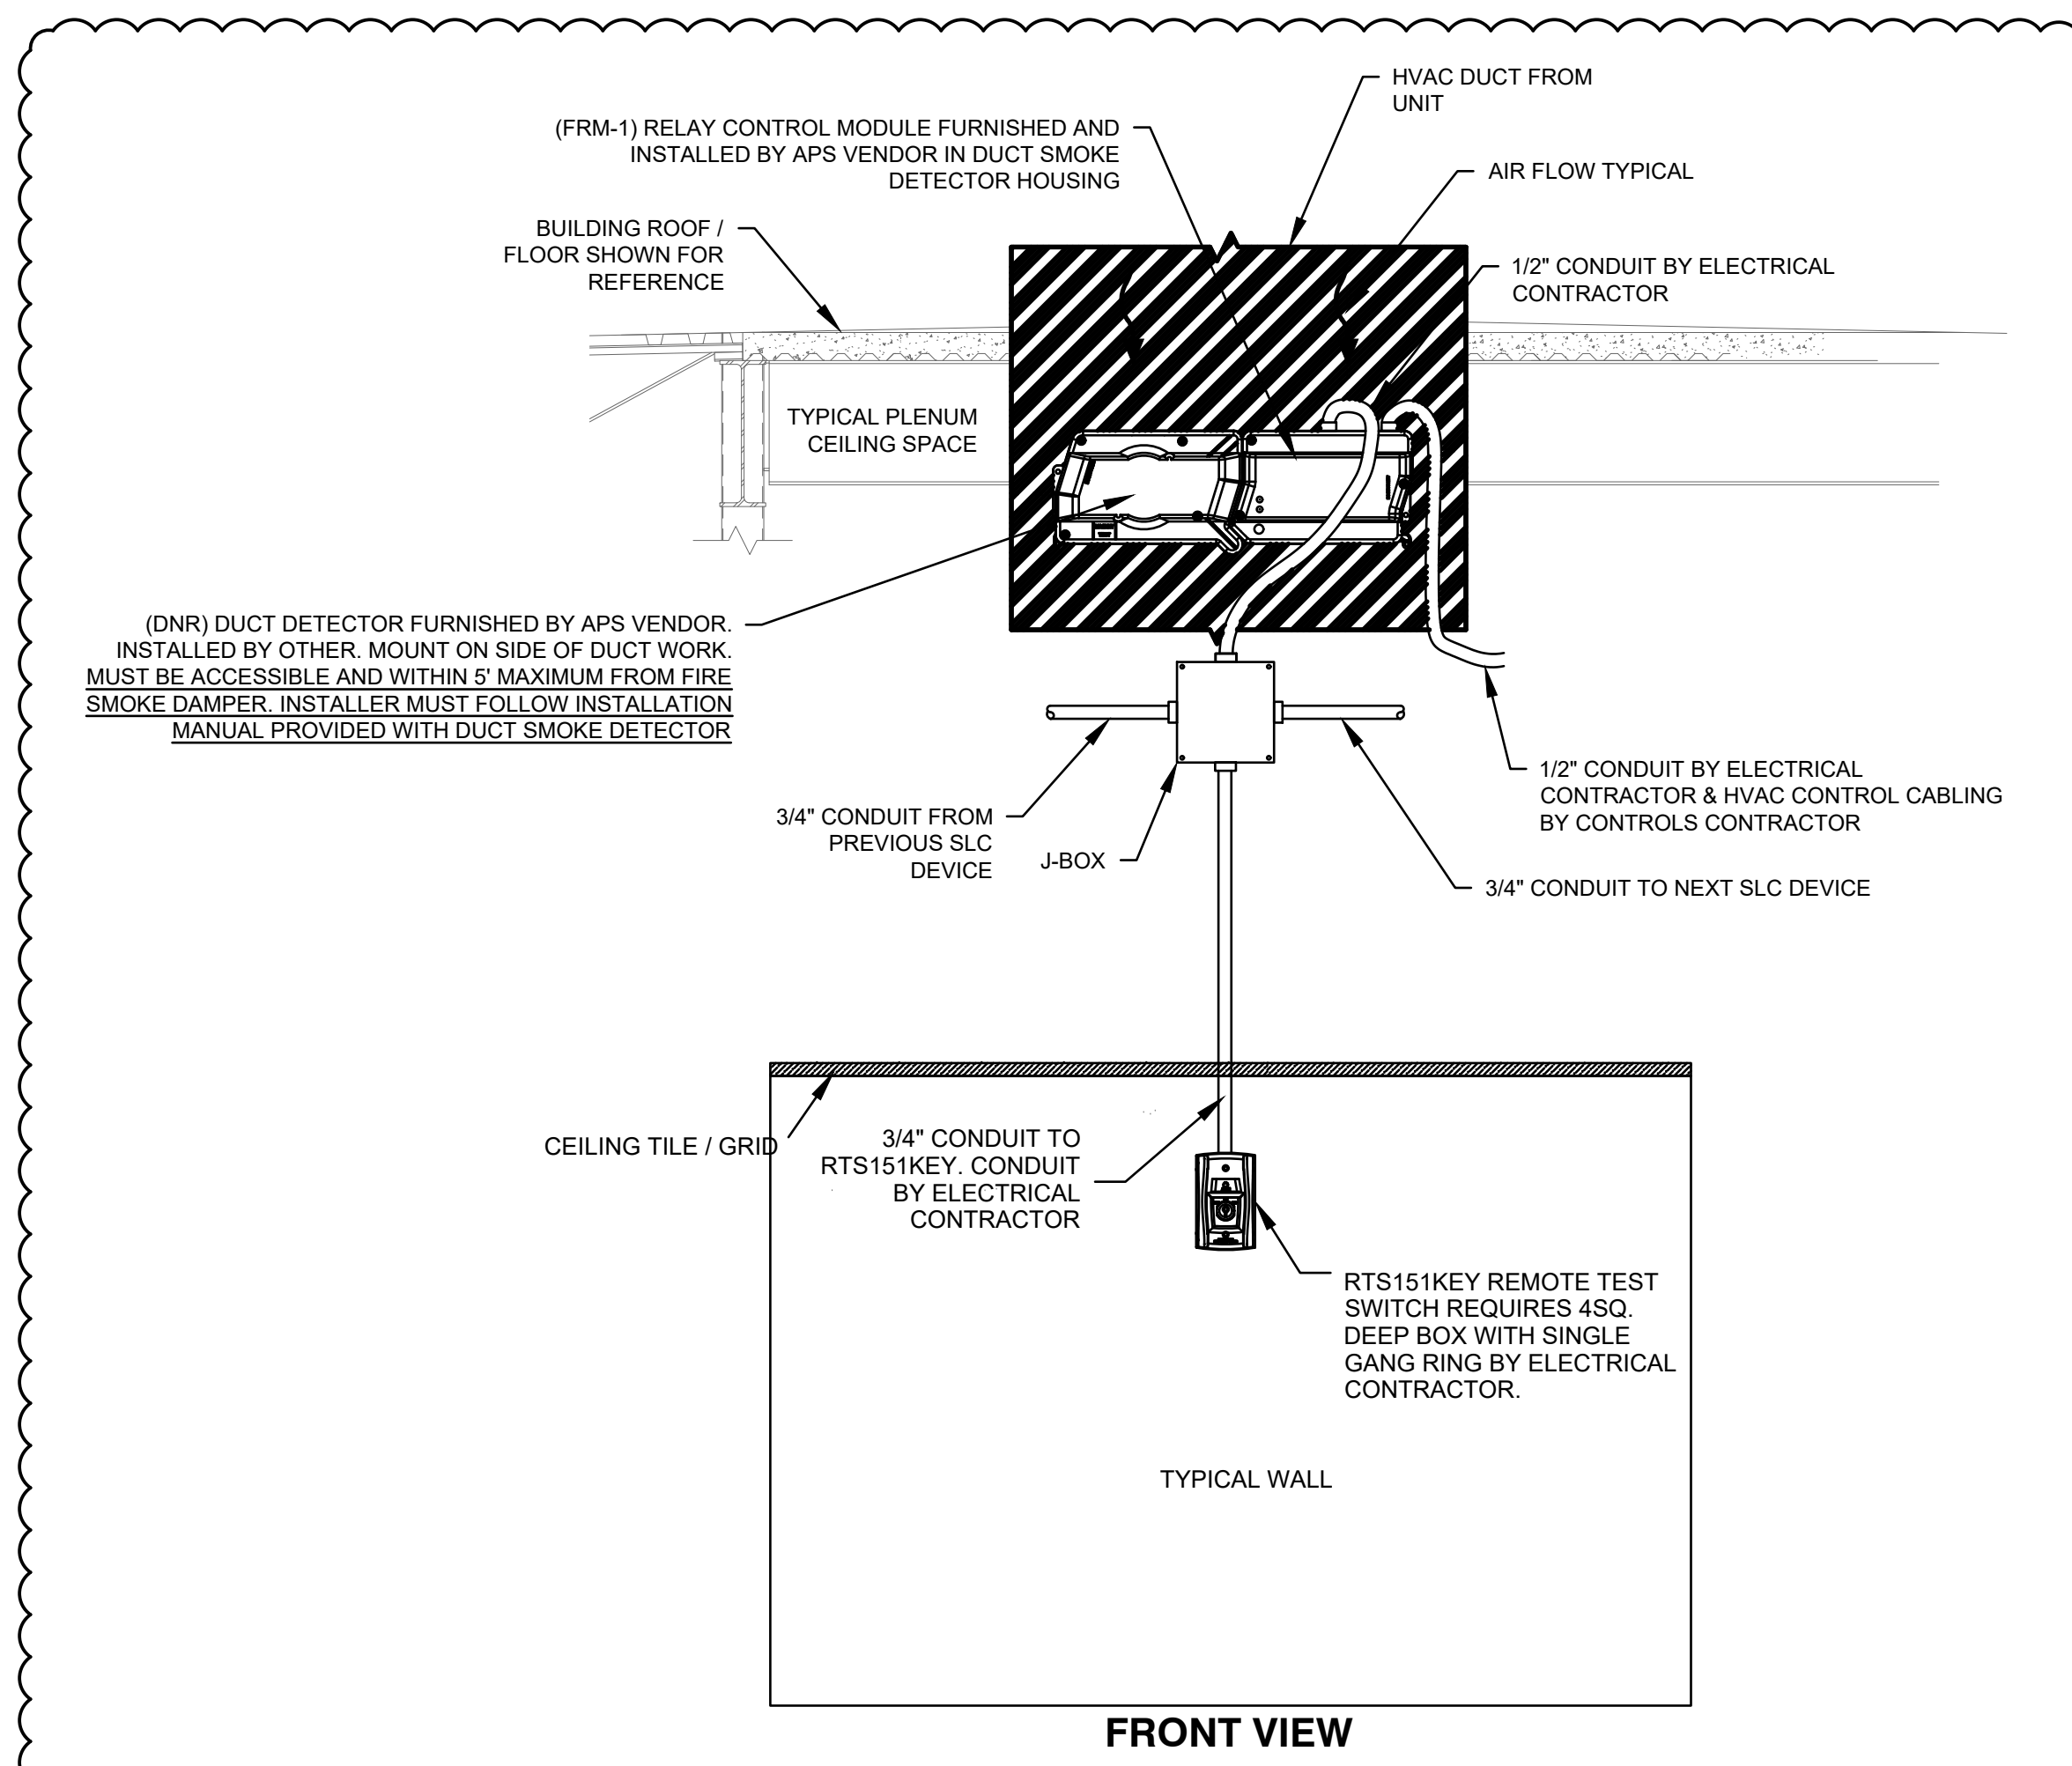 HVAC DUCT FROM
UNIT
(FRM-1) RELAY CONTROL MODULE FURNISHED AND
INSTALLED BY APS VENDOR IN DUCT SMOKE
DETECTOR HOUSING
AIR FLOW TYPICAL
BUILDING ROOF /
FLOOR SHOWN FOR
REFERENCE
1/2" CONDUIT BY ELECTRICAL
CONTRACTOR
TYPICAL PLENUM
CEILING SPACE
(DNR) DUCT DETECTOR FURNISHED BY APS VENDOR.
INSTALLED BY OTHER. MOUNT ON SIDE OF DUCT WORK.
MUST BE ACCESSIBLE AND WITHIN 5' MAXIMUM FROM FIRE
SMOKE DAMPER. INSTALLER MUST FOLLOW INSTALLATION
MANUAL PROVIDED WITH DUCT SMOKE DETECTOR
1/2" CONDUIT BY ELECTRICAL
CONTRACTOR & HVAC CONTROL CABLING
BY CONTROLS CONTRACTOR
3/4" CONDUIT FROM
PREVIOUS SLC
DEVICE
J-BOX
3/4" CONDUIT TO NEXT SLC DEVICE
CEILING TILE / GRID
3/4" CONDUIT TO
RTS151KEY. CONDUIT
BY ELECTRICAL
CONTRACTOR
RTS151KEY REMOTE TEST
SWITCH REQUIRES 4SQ.
DEEP BOX WITH SINGLE
GANG RING BY ELECTRICAL
CONTRACTOR.
TYPICAL WALL
FRONT VIEW